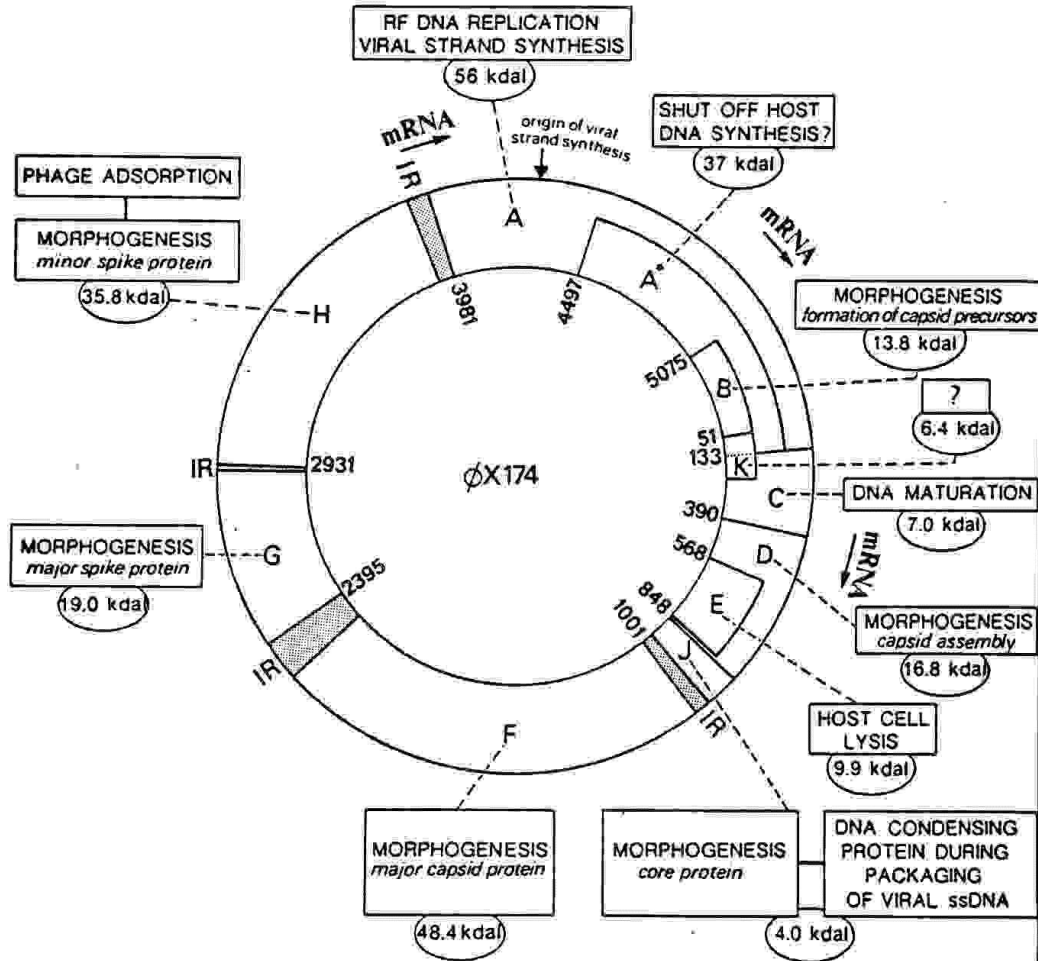 RF DNA REPLICATION
VIRAL STRAND SYNTHESIS
56 kdal
mRNA
IR
origin of viral
strand synthesis
SHUT OFF HOST
DNA SYNTHESIS?
37 kdal
PHAGE ADSORPTION
MORPHOGENESIS
minor spike protein
35.8 kdal
H
A
A*
mRNA
3981
4497
MORPHOGENESIS
formation of capsid precursors
13.8 kdal
5075
B
?
6.4 kdal
51
133
K
IR
2931
ØX174
C
DNA MATURATION
7.0 kdal
390
MORPHOGENESIS
major spike protein
19.0 kdal
G
2395
568
D
mRNA
E
848
1001
J
MORPHOGENESIS
capsid assembly
16.8 kdal
IR
IR
F
HOST CELL
LYSIS
9.9 kdal
MORPHOGENESIS
major capsid protein
48.4 kdal
MORPHOGENESIS
core protein
DNA CONDENSING
PROTEIN DURING
PACKAGING
OF VIRAL ssDNA
4.0 kdal